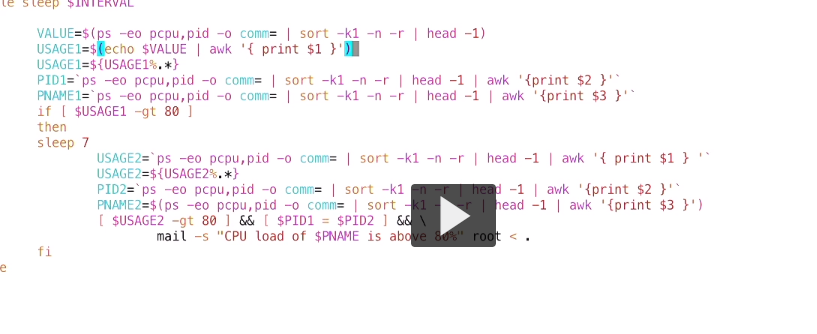 le sleep $INTERVAL
VALUE=$(ps -eo pcpu,pid -o comm= | sort -k1 -n -r | head -1)
USAGE1=$(echo $VALUE | awk '{ print $1 }')
USAGE1=${USAGE1%.*}
PID1=`ps -eo pcpu,pid -o comm= | sort -k1 -n -r | head -1 | awk '{print $2 }'`
PNAME1=`ps -eo pcpu,pid -o comm= | sort -k1 -n -r | head -1 | awk '{print $3 }'`
if [ $USAGE1 -gt 80 ]
then
sleep 7
USAGE2=`ps -eo pcpu,pid -o comm= | sort -k1 -n -r | head -1 | awk '{ print $1 } '`
USAGE2=${USAGE2%.*}
PID2=`ps -eo pcpu,pid -o comm= | sort -k1 -n -r | head -1 | awk '{print $2 }'`
PNAME2=$(ps -eo pcpu,pid -o comm= | sort -k1 -n -r | head -1 | awk '{print $3 }')
[ $USAGE2 -gt 80 ] && [ $PID1 = $PID2 ] && \
mail -s "CPU load of $PNAME is above 80%" root < .
fi
e